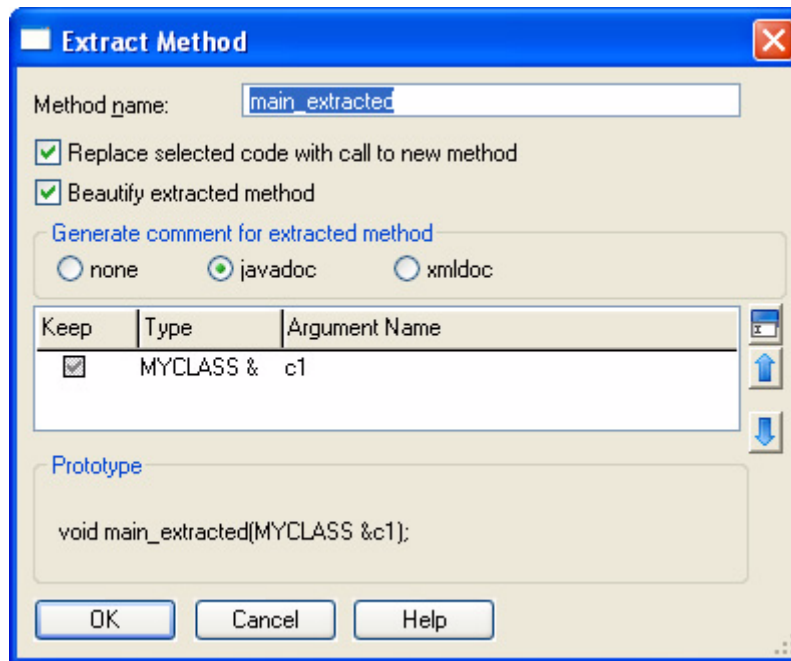 Extract Method
Method name: main_extracted
Replace selected code with call to new method
Beautify extracted method
Generate comment for extracted method
none javadoc xmldoc
Keep Type Argument Name
MYCLASS & c1
Prototype
void main_extracted(MYCLASS &c1);
OK Cancel Help